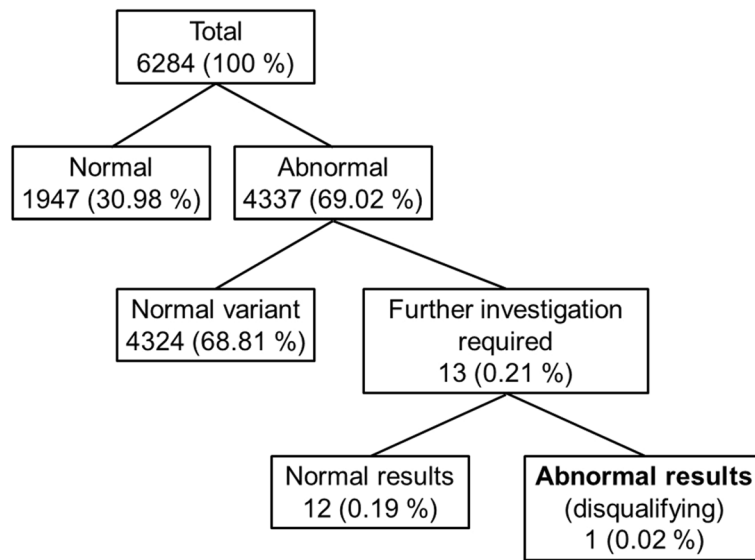 Total
6284 (100 %)
Normal
1947 (30.98 %)
Abnormal
4337 (69.02 %)
Normal variant
4324 (68.81 %)
Further investigation
required
13 (0.21 %)
Normal results
12 (0.19 %)
Abnormal results
(disqualifying)
1 (0.02 %)